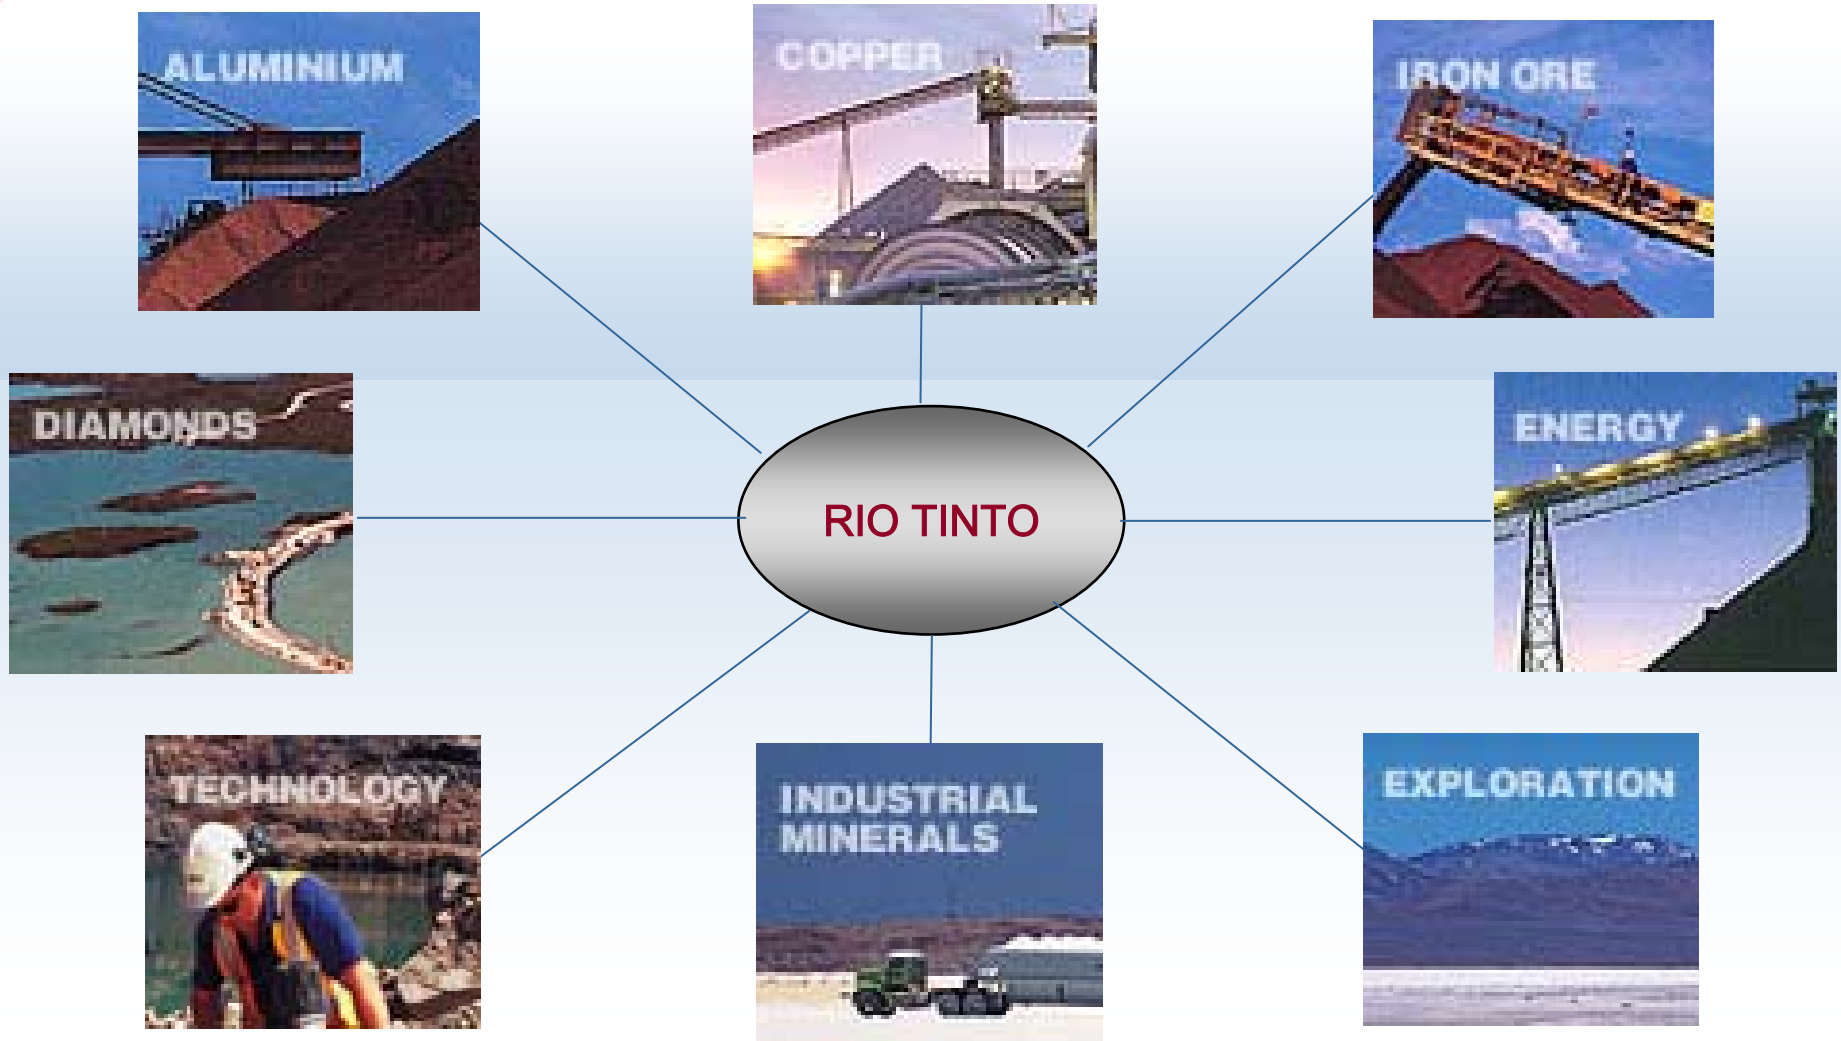 ALUMINIUM
COPPER
IRON ORE
DIAMONDS
ENERGY
RIO TINTO
TECHNOLOGY
INDUSTRIAL
MINERALS
EXPLORATION